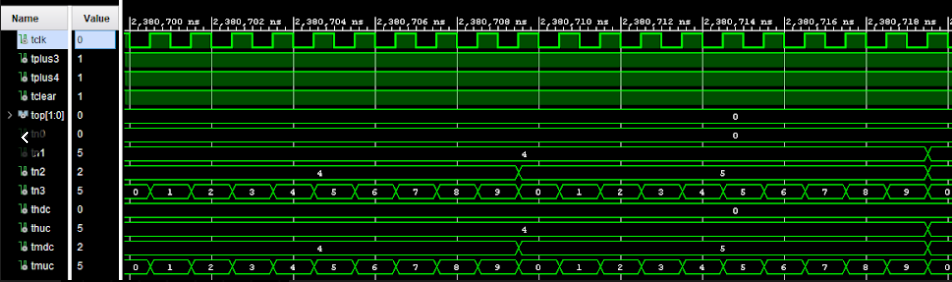 Name Value 2,380,700 ns 2,380,702 ns 2,380,704 ns 2,380,706 ns 2,380,708 ns 2,380,710 ns 2,380,712 ns 2,380,714 ns 2,380,716 ns 2,380,718 ns
tclk 0
tplus3 1
tplus4 1
tclear 1
top[1:0] 0 0
tn0 0 0
tn1 5 4
tn2 2 4 5
tn3 5 0 1 2 3 4 5 6 7 8 9 0 1 2 3 4 5 6 7 8 9 0
thdc 0 0
thuc 5 4
tmdc 2 4 5
tmuc 5 0 1 2 3 4 5 6 7 8 9 0 1 2 3 4 5 6 7 8 9 0